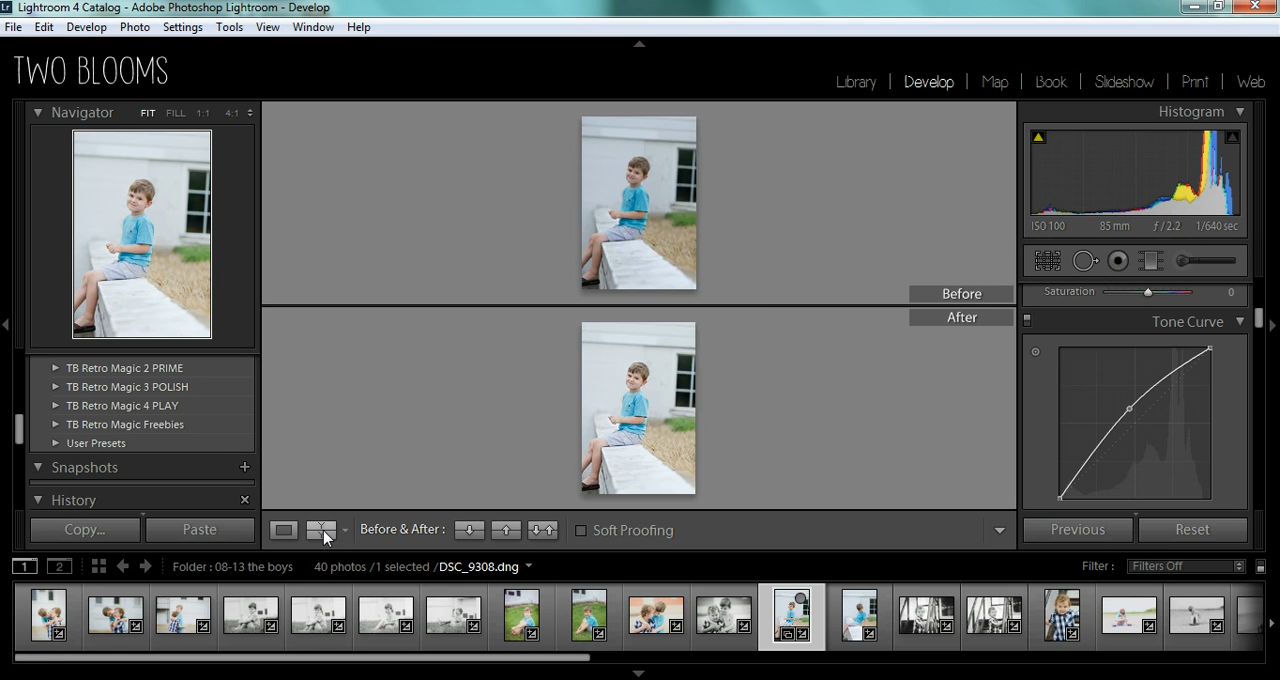 Lr Lightroom 4 Catalog - Adobe Photoshop Lightroom - Develop
File Edit Develop Photo Settings Tools View Window Help
TWO BLOOMS
Library | Develop | Map | Book | Slideshow | Print | Web
Navigator FIT FILL 1:1 4:1
Histogram
ISO 100 85 mm ƒ / 2.2 1/640 sec
Before
Saturation 0
After
Tone Curve
TB Retro Magic 2 PRIME
TB Retro Magic 3 POLISH
TB Retro Magic 4 PLAY
TB Retro Magic Freebies
User Presets
Snapshots +
History
Copy... Paste
Y Y
Before & After :
Soft Proofing
Previous Reset
1 2
Folder : 08-13 the boys
40 photos /1 selected /DSC_9308.dng
Filter : Filters Off